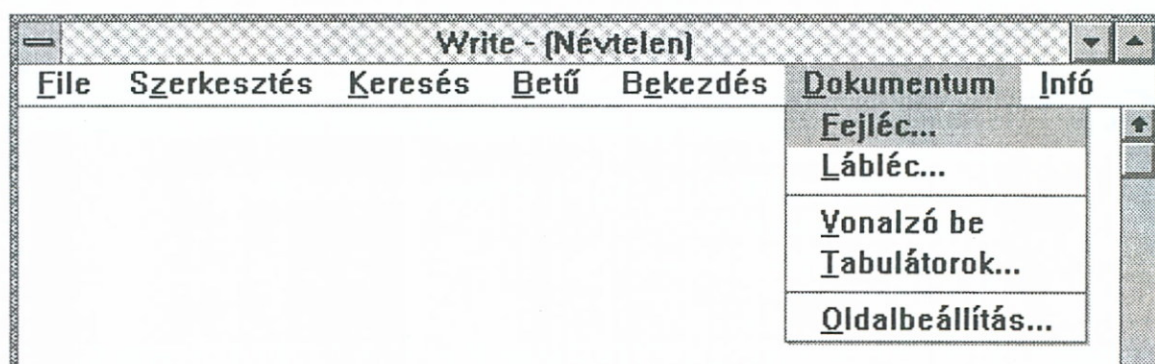 Write - (Névtelen)
File Szerkesztés Keresés Betű Bekezdés Dokumentum Infó
Fejléc...
Lábléc...
Vonalzó be
Tabulátorok...
Oldalbeállítás...